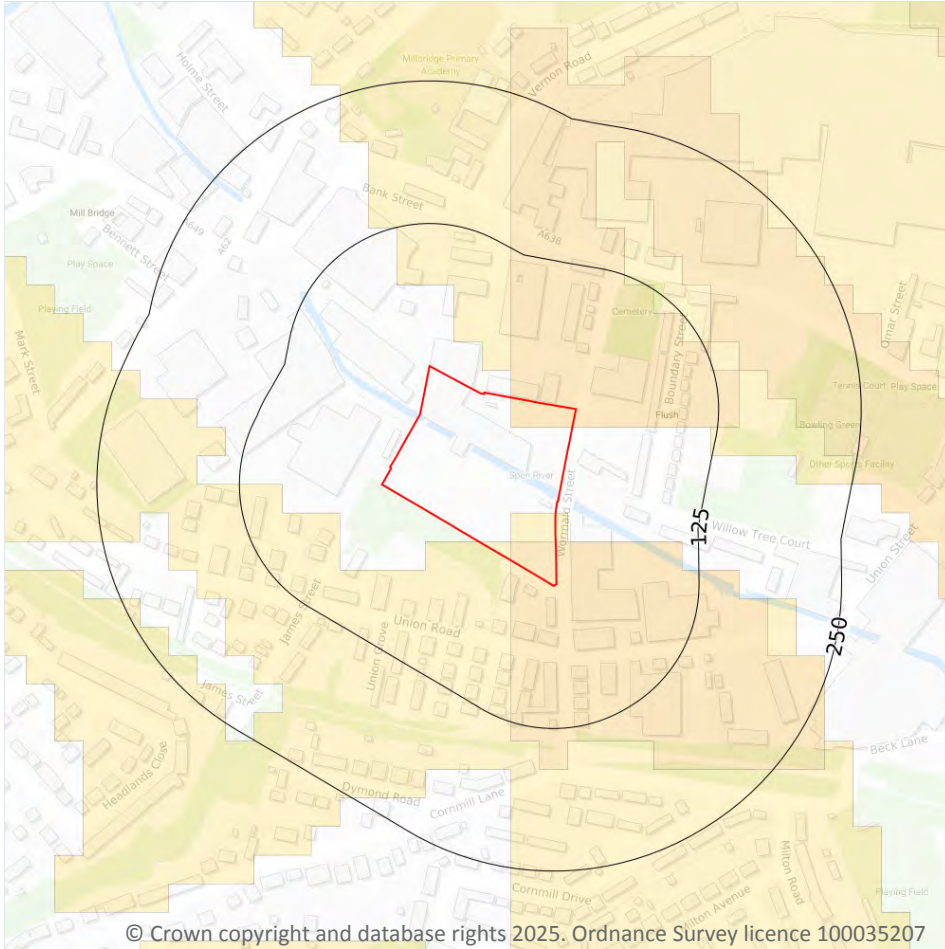 Holme Street
Millbridge Primary
Academy
Vernon Road
Bank Street
Mill Bridge
Bennett Street
A649
A62
A638
Play Space
Playing Field
Mark Street
Cemetery
Boundary Street
Omar Street
Tennis Court
Play Space
Flush
Bowling Green
Other Sports Facility
Spen River
Wormald Street
125
Willow Tree Court
Union Street
James Street
Union Road
Union Grove
250
James Street
Beck Lane
Headlands Close
Dymond Road
Cornmill Lane
Cornmill Drive
Milton Avenue
Milton Road
Playing Field
© Crown copyright and database rights 2025. Ordnance Survey licence 100035207